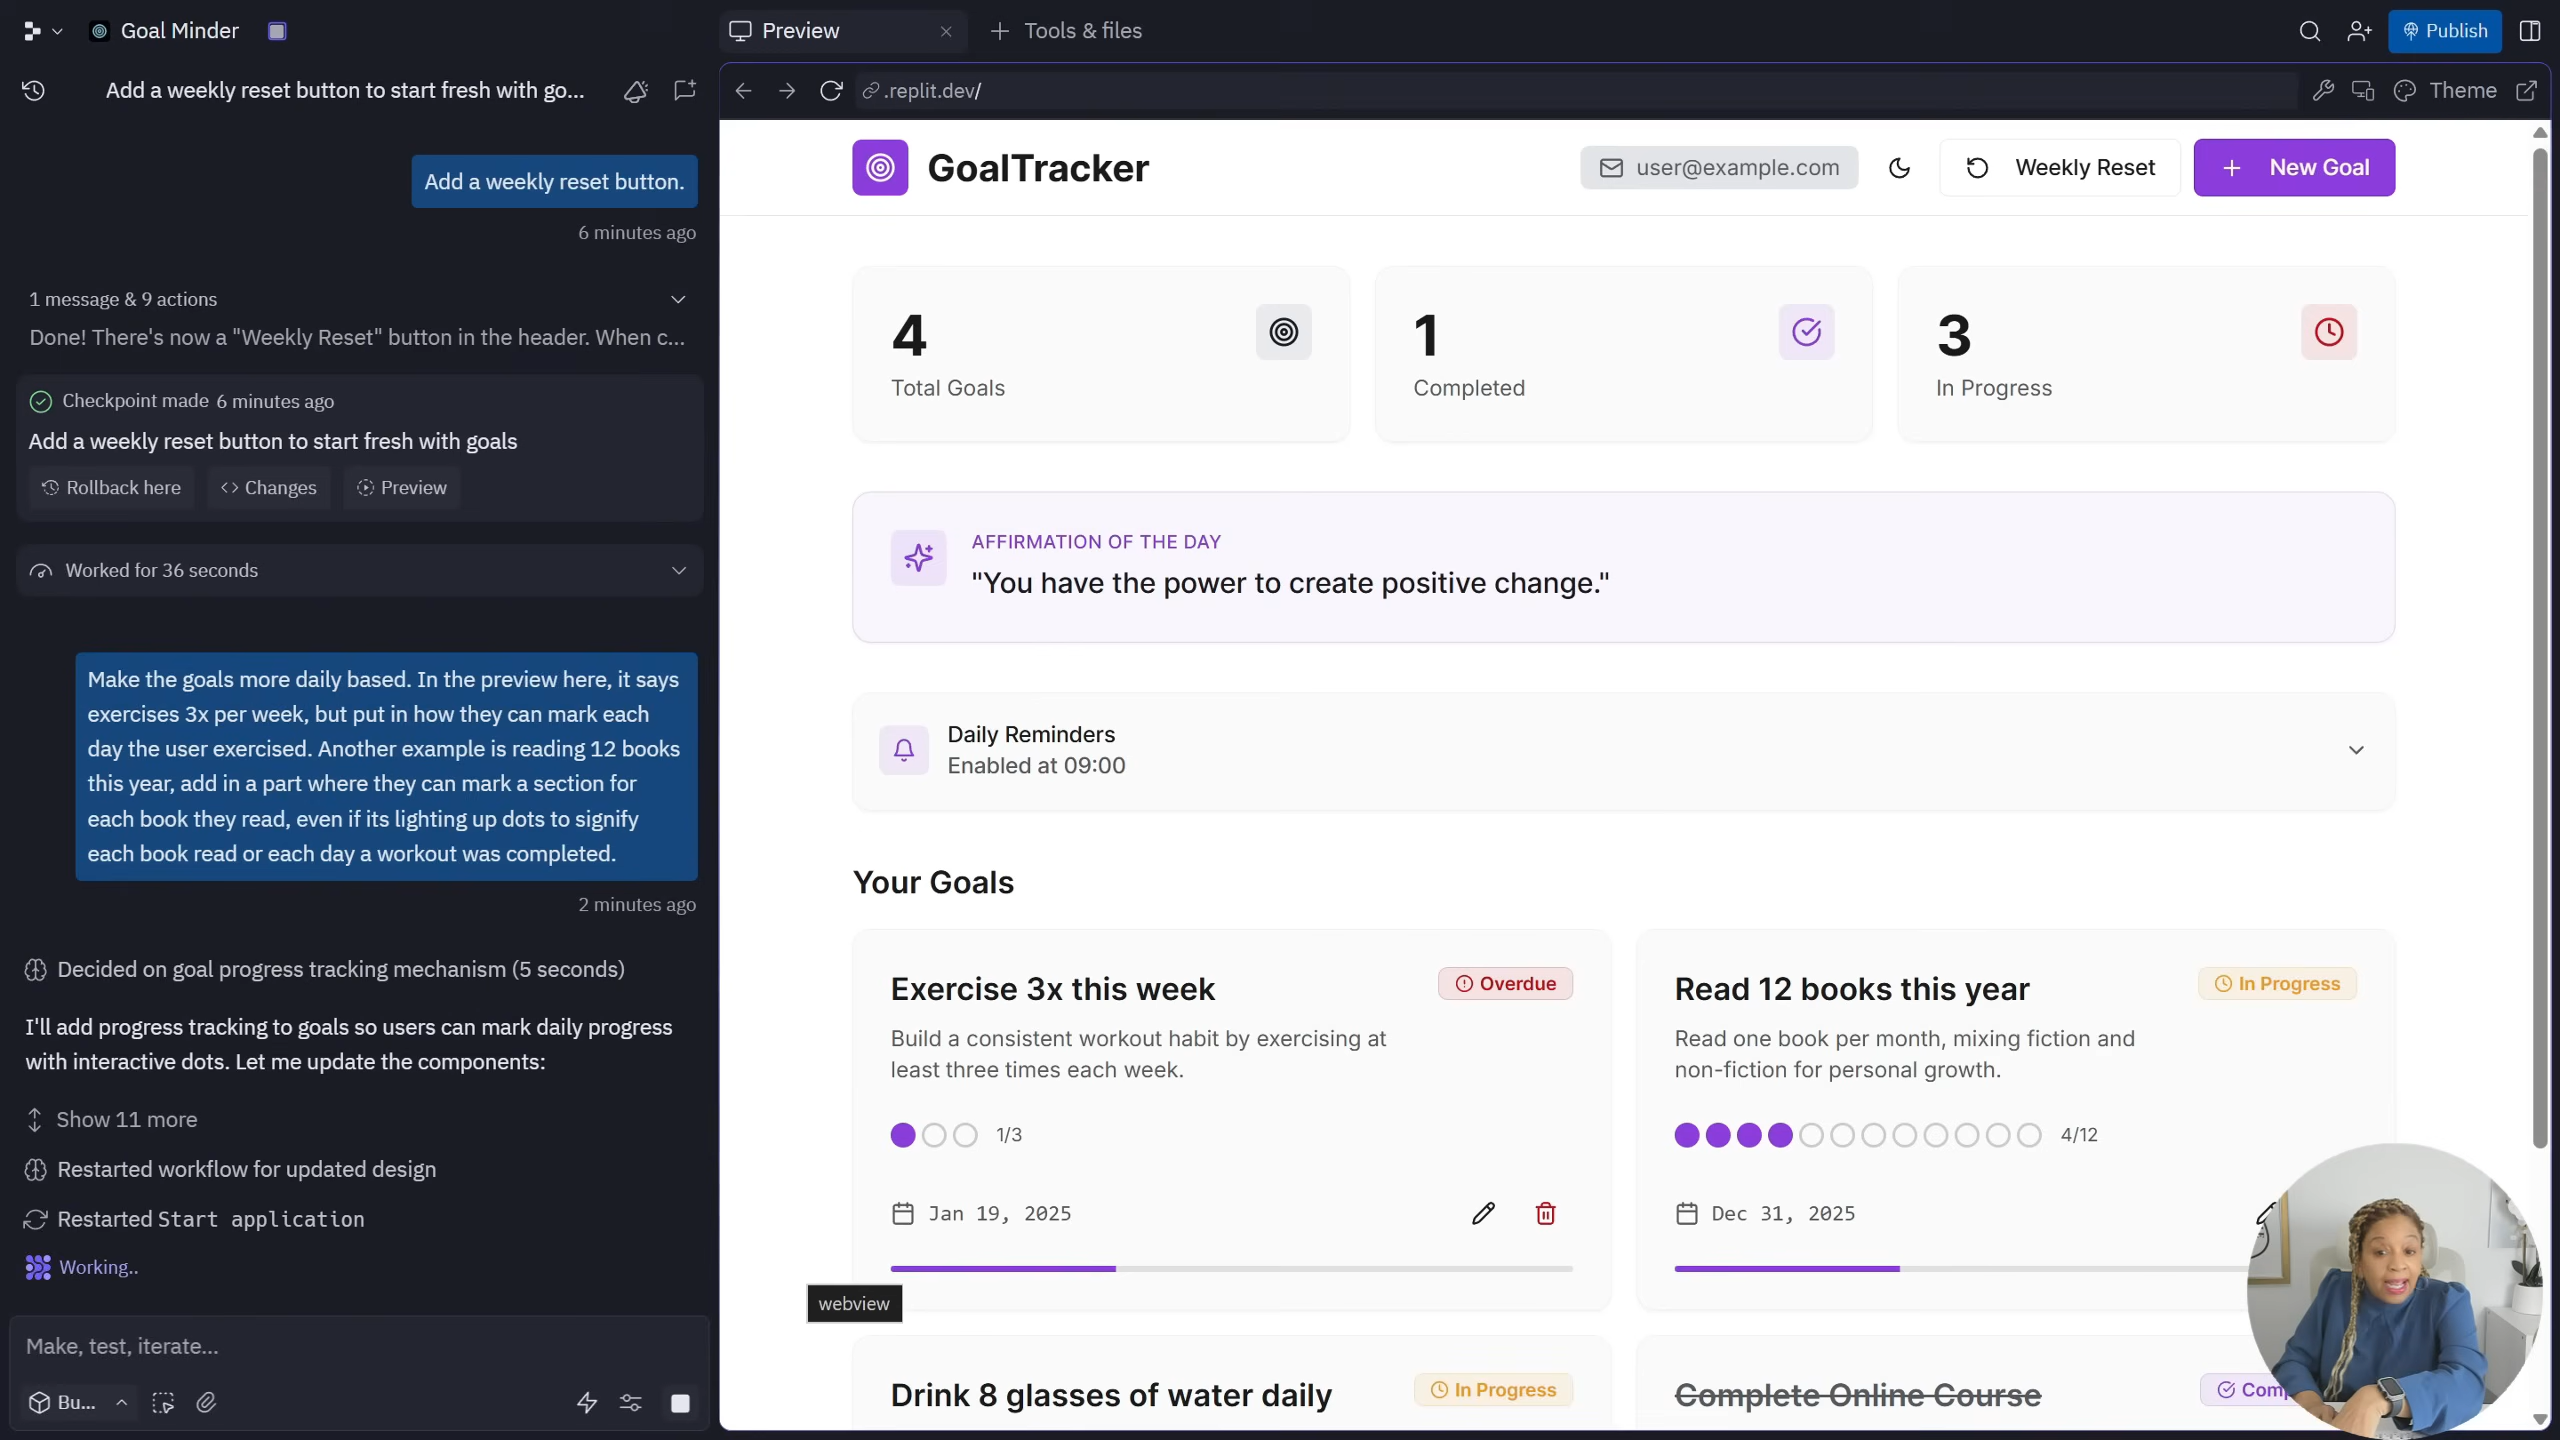 Goal Minder
Preview
Tools & files
Publish
Add a weekly reset button to start fresh with go...
.replit.dev/
Theme
Add a weekly reset button.
6 minutes ago
1 message & 9 actions
Done! There's now a "Weekly Reset" button in the header. When c...
Checkpoint made 6 minutes ago
Add a weekly reset button to start fresh with goals
Rollback here
Changes
Preview
Worked for 36 seconds
Make the goals more daily based. In the preview here, it says
exercises 3x per week, but put in how they can mark each
day the user exercised. Another example is reading 12 books
this year, add in a part where they can mark a section for
each book they read, even if its lighting up dots to signify
each book read or each day a workout was completed.
2 minutes ago
Decided on goal progress tracking mechanism (5 seconds)
I'll add progress tracking to goals so users can mark daily progress
with interactive dots. Let me update the components:
Show 11 more
Restarted workflow for updated design
Restarted Start application
Working..
Make, test, iterate...
Bu...
GoalTracker
user@example.com
Weekly Reset
New Goal
4
Total Goals
1
Completed
3
In Progress
AFFIRMATION OF THE DAY
"You have the power to create positive change."
Daily Reminders
Enabled at 09:00
Your Goals
Exercise 3x this week
Overdue
Build a consistent workout habit by exercising at
least three times each week.
1/3
Jan 19, 2025
Read 12 books this year
In Progress
Read one book per month, mixing fiction and
non-fiction for personal growth.
4/12
Dec 31, 2025
webview
Drink 8 glasses of water daily
In Progress
Complete Online Course
Comp